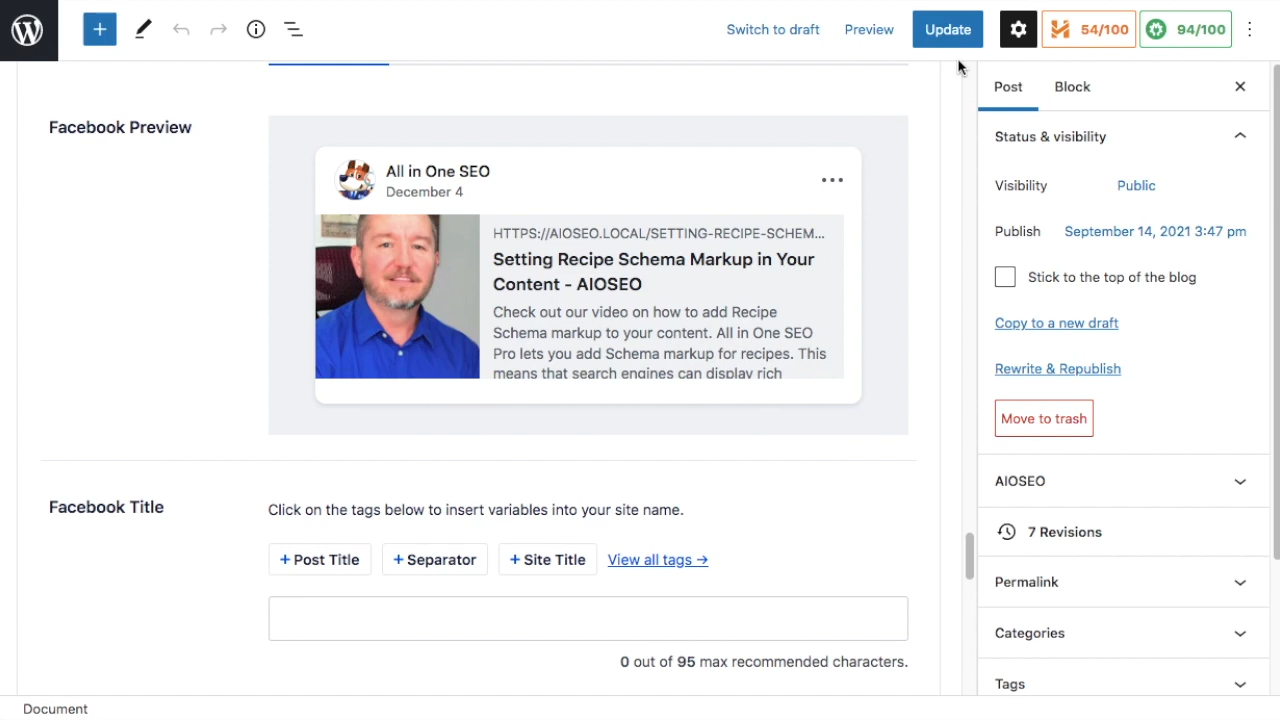 Switch to draft
Preview
Update
54/100
94/100
Post
Block
Facebook Preview
All in One SEO
December 4
HTTPS://AIOSEO.LOCAL/SETTING-RECIPE-SCHEM...
Setting Recipe Schema Markup in Your
Content - AIOSEO
Check out our video on how to add Recipe
Schema markup to your content. All in One SEO
Pro lets you add Schema markup for recipes. This
means that search engines can display rich
Status & visibility
Visibility
Public
Publish
September 14, 2021 3:47 pm
Stick to the top of the blog
Copy to a new draft
Rewrite & Republish
Move to trash
AIOSEO
7 Revisions
Permalink
Categories
Tags
Facebook Title
Click on the tags below to insert variables into your site name.
+ Post Title
+ Separator
+ Site Title
View all tags →
0 out of 95 max recommended characters.
Document